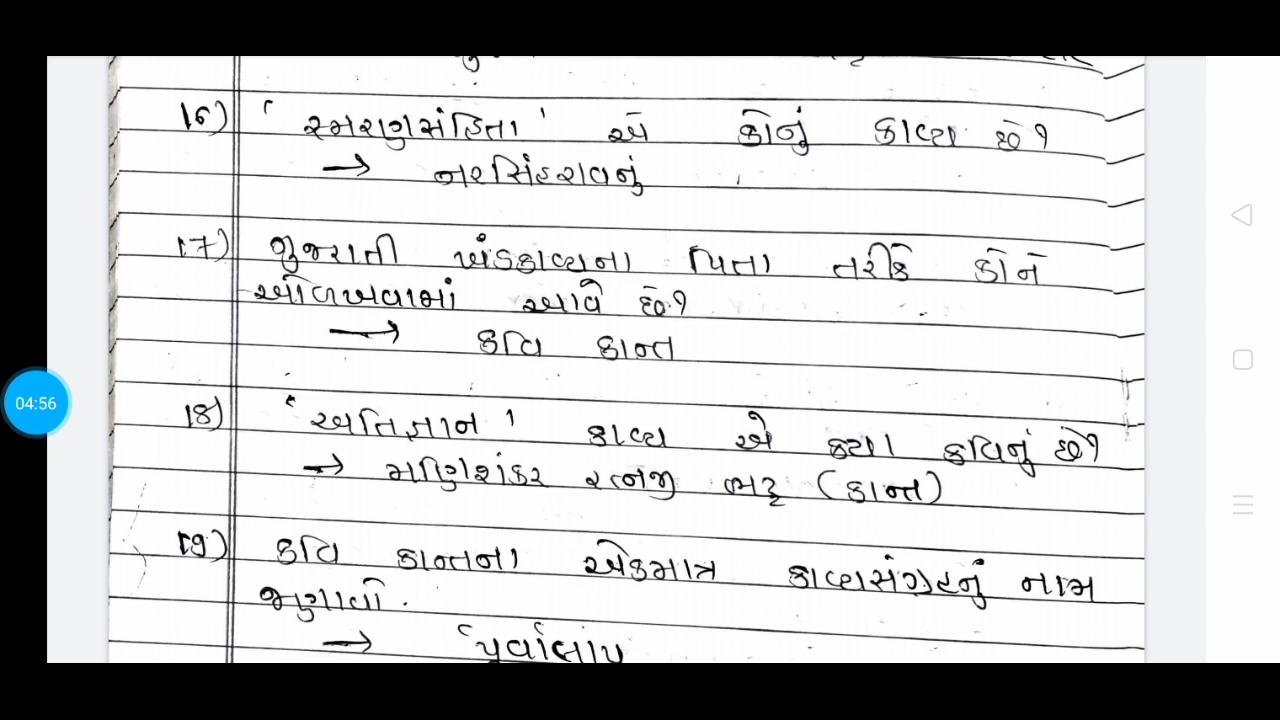 16) 'સ્મરણસંહિતા' એ કોનું કાવ્ય છે?
→ નરસિંહરાવનું
17) ગુજરાતી ખંડકાવ્યના પિતા તરીકે કોને
ઓળખવામાં આવે છે?
→ કવિ કાન્ત
04:56
18) 'અતિજ્ઞાન' કાવ્ય એ કયા કવિનું છે?
→ મણિશંકર રત્નજી ભટ્ટ (કાન્ત)
19) કવિ કાન્તના એકમાત્ર કાવ્યસંગ્રહનું નામ
જણાવો.
→ પૂર્વાલાપ